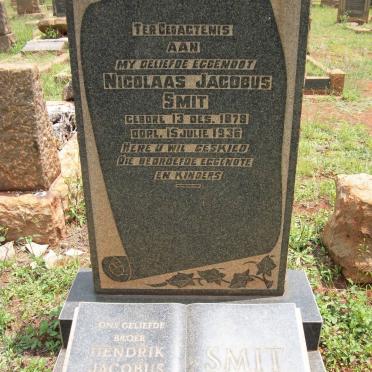 TER GEDAGTENIS
AAN
MY GELIEFDE EGGENOOT
NICOLAAS JACOBUS
SMIT
GEBORE 13 DES. 1878
OORL. 15 JULIE 1936
HERE U WIL GESKIED
DIE BEDROEFDE EGGENOTE
EN KINDERS
ONS GELIEFDE
BROER
HENDRIK
JACOBUS
SMIT